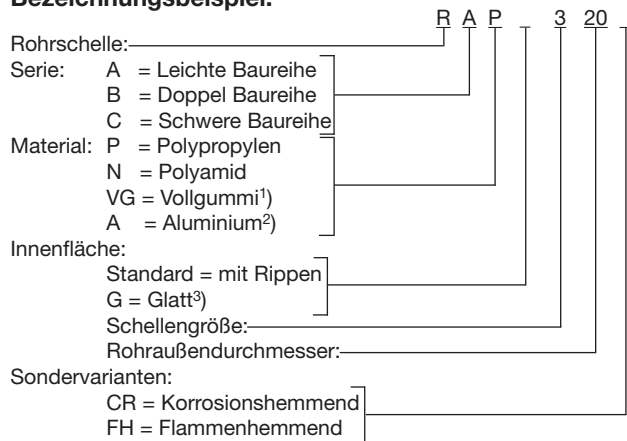 Bezeichnungsbeispiel:
R A P _ 3 20 _
Rohrschelle:
Serie: A = Leichte Baureihe
B = Doppel Baureihe
C = Schwere Baureihe
Material: P = Polypropylen
N = Polyamid
VG = Vollgummi¹)
A = Aluminium²)
Innenfläche:
Standard = mit Rippen
G = Glatt³)
Schellengröße:
Rohraußendurchmesser:
Sondervarianten:
CR = Korrosionshemmend
FH = Flammenhemmend